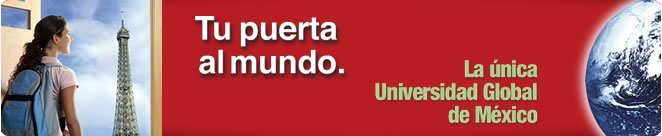 Tu puerta
al mundo.
La única
Universidad Global
de México